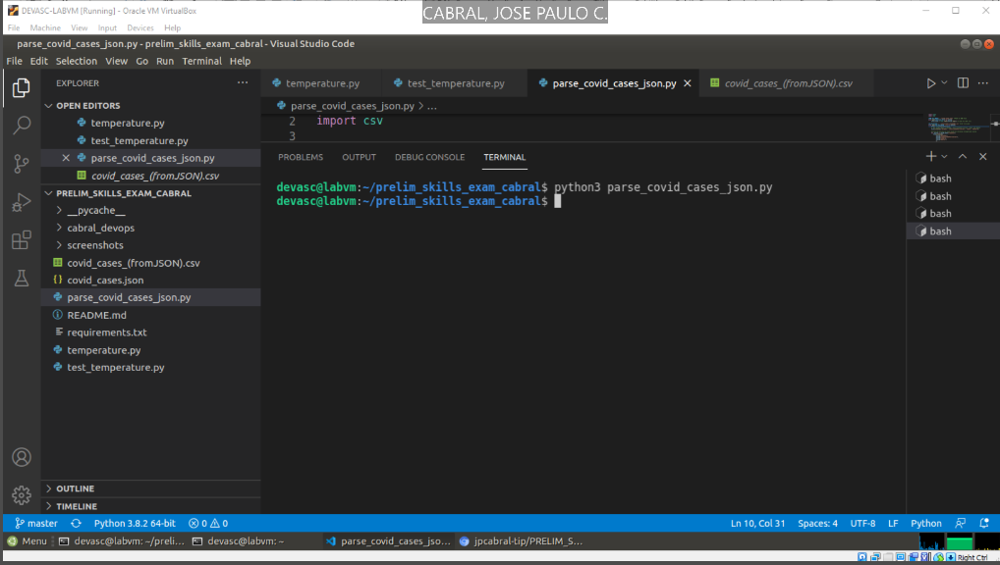 DEVASC-LABVM [Running] - Oracle VM VirtualBox
CABRAL, JOSE PAULO C.
File Machine View Input Devices Help
parse_covid_cases_json.py - prelim_skills_exam_cabral - Visual Studio Code
File Edit Selection View Go Run Terminal Help
EXPLORER
temperature.py test_temperature.py parse_covid_cases_json.py covid_cases_(fromJSON).csv
OPEN EDITORS
temperature.py
test_temperature.py
parse_covid_cases_json.py
covid_cases_(fromJSON).csv
PRELIM_SKILLS_EXAM_CABRAL
__pycache__
cabral_devops
screenshots
covid_cases_(fromJSON).csv
covid_cases.json
parse_covid_cases_json.py
README.md
requirements.txt
temperature.py
test_temperature.py
OUTLINE
TIMELINE
parse_covid_cases_json.py > ...
2 import csv
3
PROBLEMS OUTPUT DEBUG CONSOLE TERMINAL
devasc@labvm:~/prelim_skills_exam_cabral$ python3 parse_covid_cases_json.py
devasc@labvm:~/prelim_skills_exam_cabral$
bash
bash
bash
bash
master Python 3.8.2 64-bit 0 0 Ln 10, Col 31 Spaces: 4 UTF-8 LF Python
Menu devasc@labvm: ~/preli... devasc@labvm: ~ parse_covid_cases_jso... jpcabral-tip/PRELIM_S...
Right Ctrl